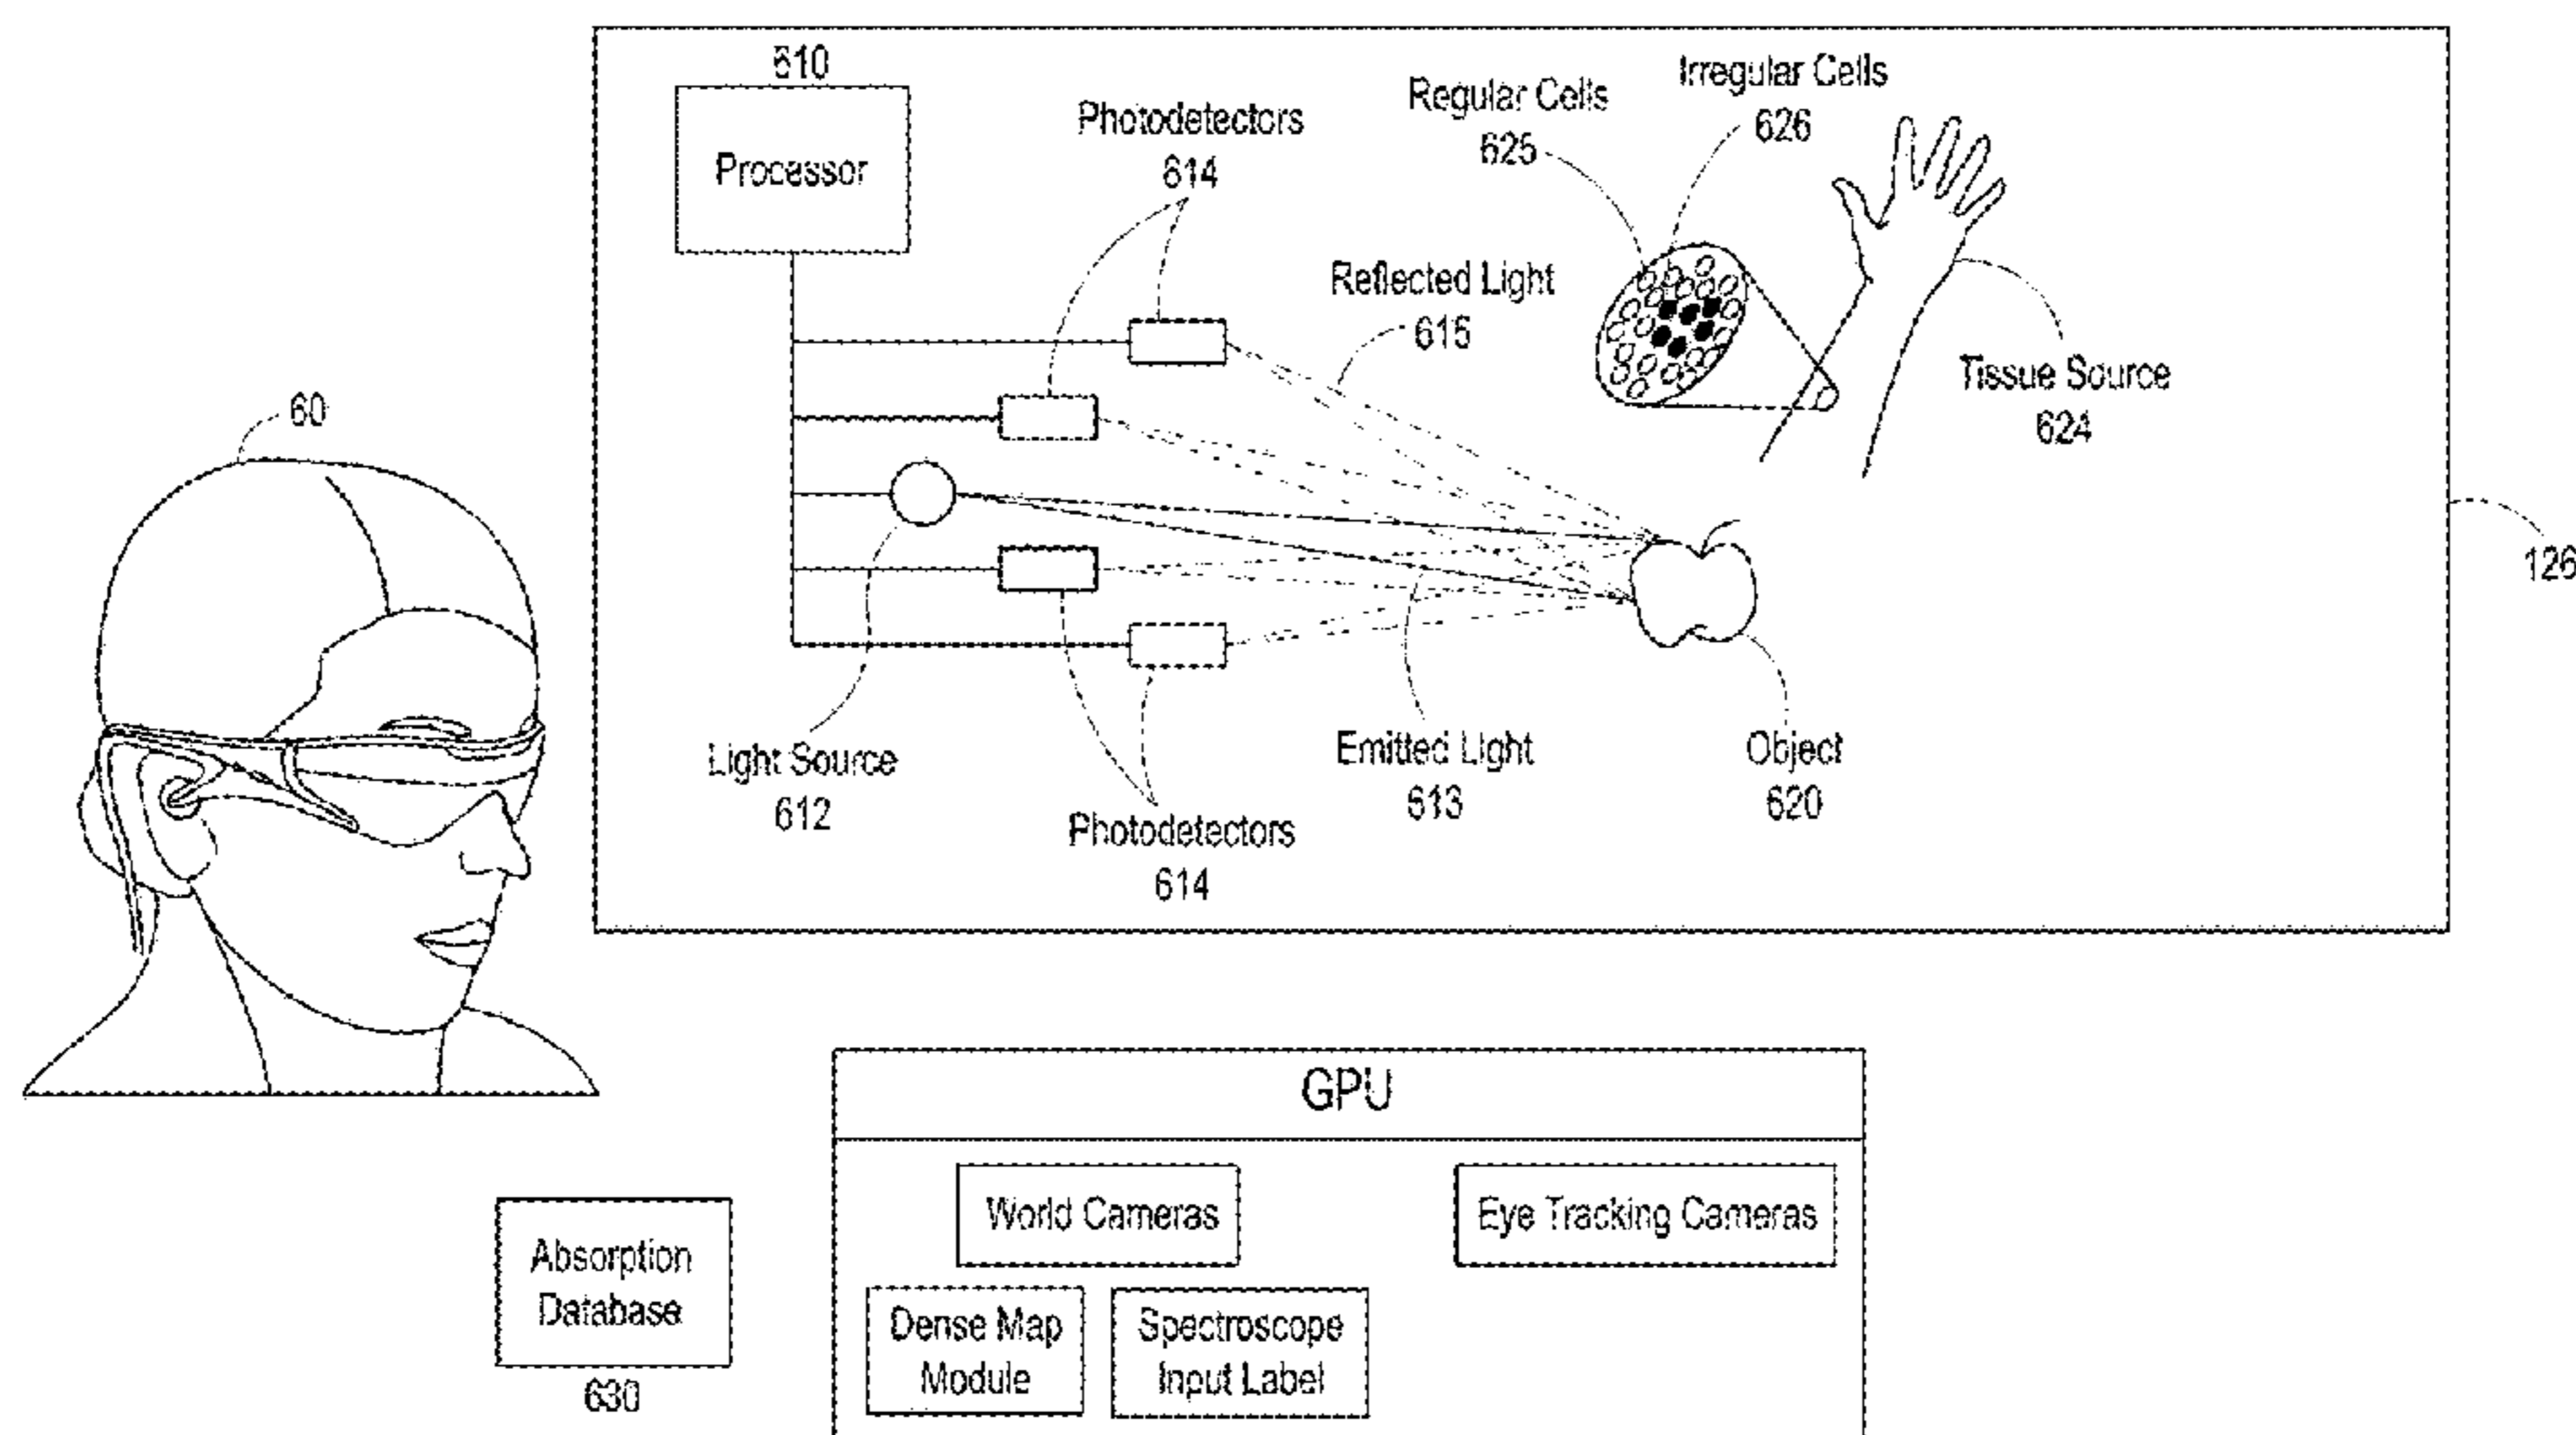 610
Processor
Photodetectors
614
Regular Cells
625
Irregular Cells
626
Reflected Light
615
Tissue Source
624
60
126
Light Source
612
Emitted Light
613
Object
620
Photodetectors
614
GPU
World Cameras
Eye Tracking Cameras
Absorption
Database
630
Dense Map
Module
Spectroscope
Input Label